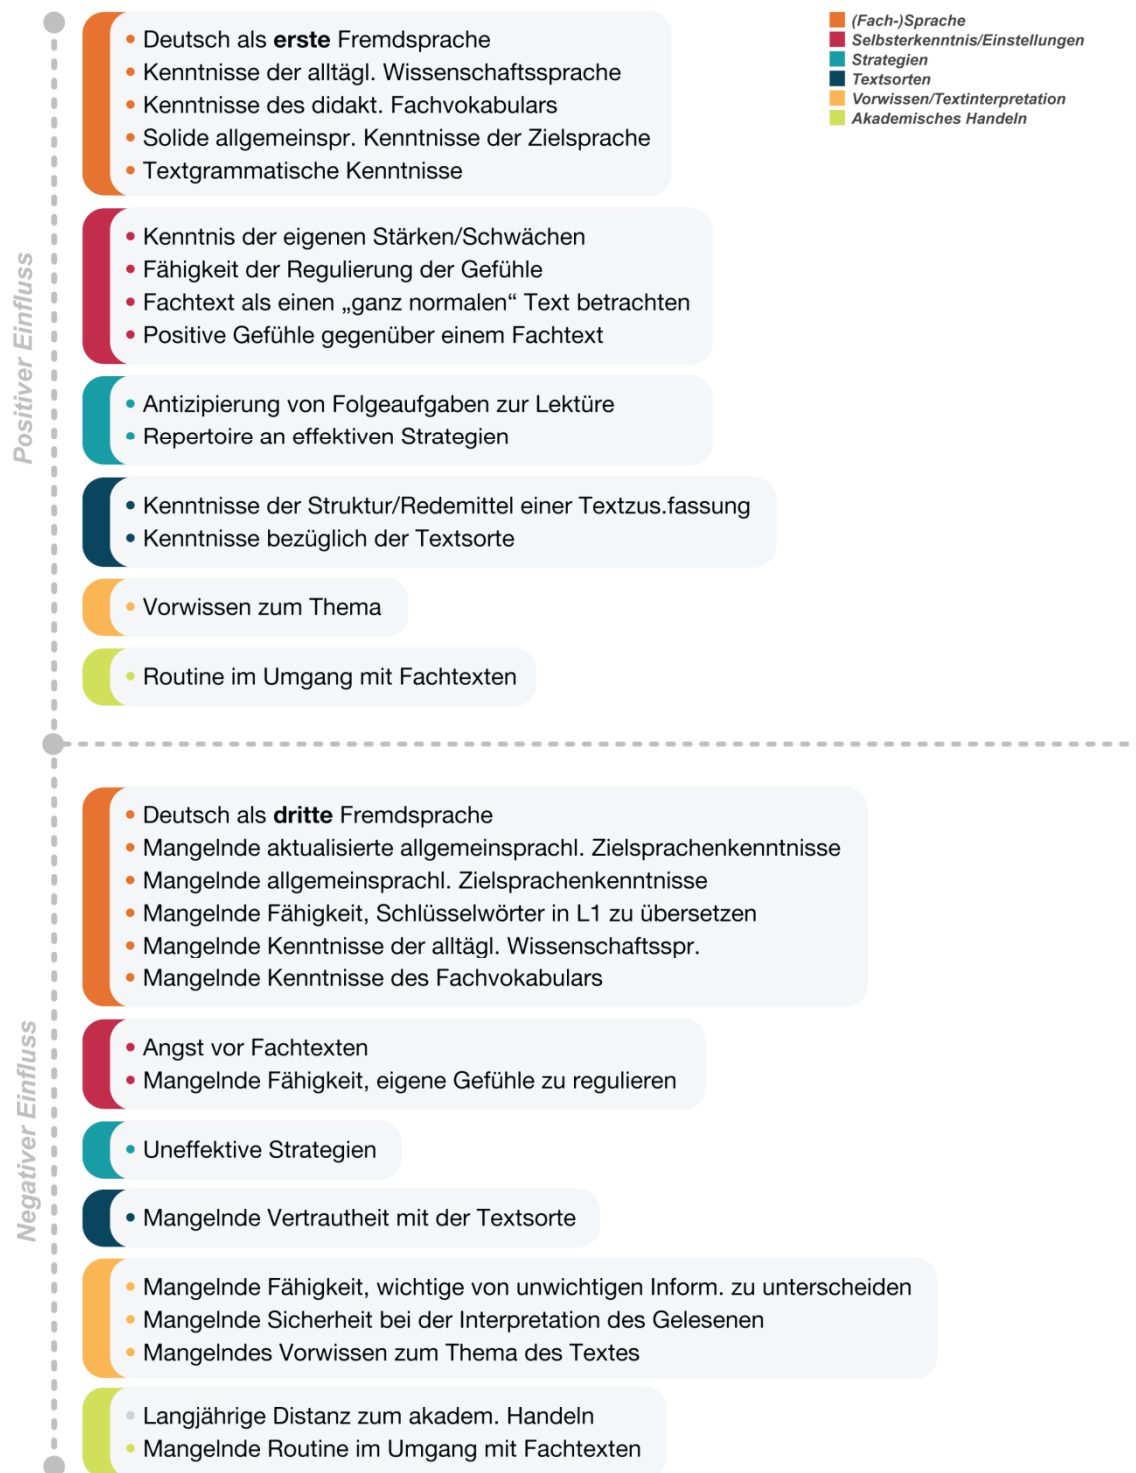 (Fach-)Sprache
Selbsterkenntnis/Einstellungen
Strategien
Textsorten
Vorwissen/Textinterpretation
Akademisches Handeln
Positiver Einfluss
• Deutsch als erste Fremdsprache
• Kenntnisse der alltägl. Wissenschaftssprache
• Kenntnisse des didakt. Fachvokabulars
• Solide allgemeinspr. Kenntnisse der Zielsprache
• Textgrammatische Kenntnisse
• Kenntnis der eigenen Stärken/Schwächen
• Fähigkeit der Regulierung der Gefühle
• Fachtext als einen „ganz normalen“ Text betrachten
• Positive Gefühle gegenüber einem Fachtext
• Antizipierung von Folgeaufgaben zur Lektüre
• Repertoire an effektiven Strategien
• Kenntnisse der Struktur/Redemittel einer Textzus.fassung
• Kenntnisse bezüglich der Textsorte
• Vorwissen zum Thema
• Routine im Umgang mit Fachtexten
Negativer Einfluss
• Deutsch als dritte Fremdsprache
• Mangelnde aktualisierte allgemeinsprachl. Zielsprachenkenntnisse
• Mangelnde allgemeinsprachl. Zielsprachenkenntnisse
• Mangelnde Fähigkeit, Schlüsselwörter in L1 zu übersetzen
• Mangelnde Kenntnisse der alltägl. Wissenschaftsspr.
• Mangelnde Kenntnisse des Fachvokabulars
• Angst vor Fachtexten
• Mangelnde Fähigkeit, eigene Gefühle zu regulieren
• Uneffektive Strategien
• Mangelnde Vertrautheit mit der Textsorte
• Mangelnde Fähigkeit, wichtige von unwichtigen Inform. zu unterscheiden
• Mangelnde Sicherheit bei der Interpretation des Gelesenen
• Mangelndes Vorwissen zum Thema des Textes
• Langjährige Distanz zum akadem. Handeln
• Mangelnde Routine im Umgang mit Fachtexten